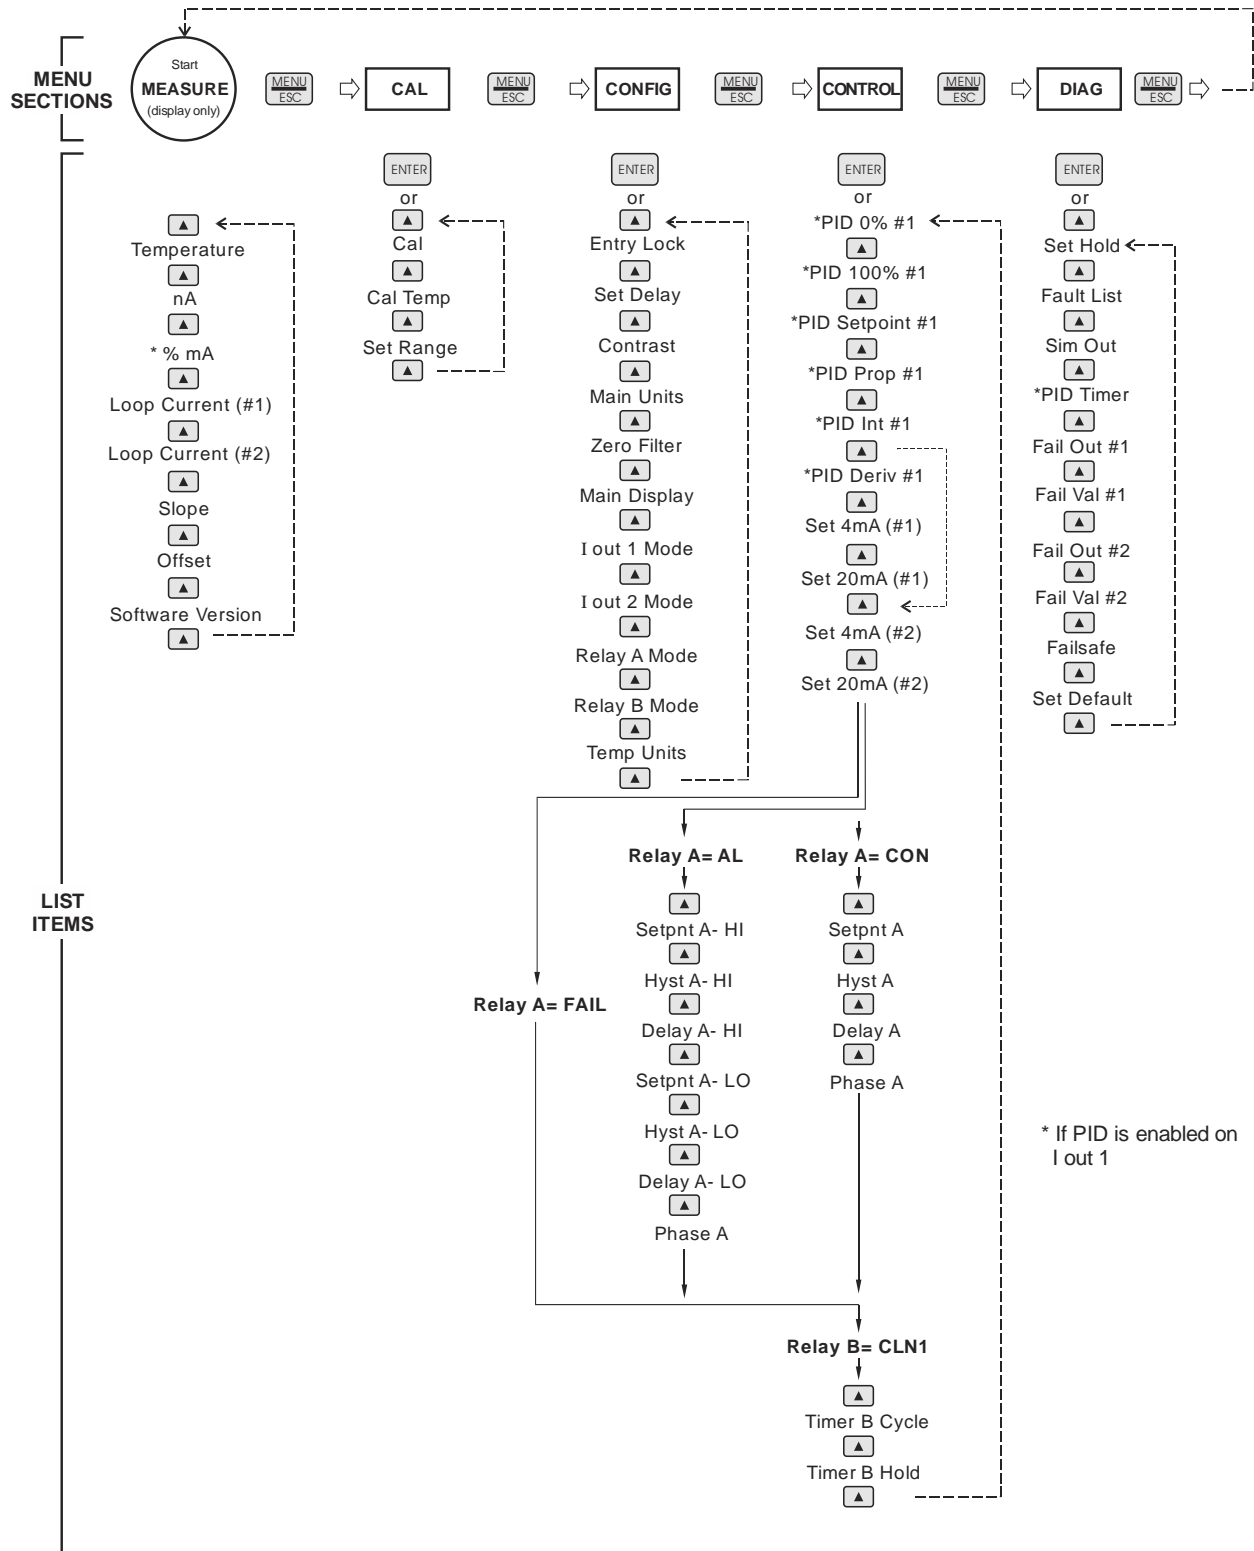 MENU
SECTIONS
Start
MEASURE
(display only)
MENU
ESC
CAL
MENU
ESC
CONFIG
MENU
ESC
CONTROL
MENU
ESC
DIAG
MENU
ESC
LIST
ITEMS
Temperature
nA
* % mA
Loop Current (#1)
Loop Current (#2)
Slope
Offset
Software Version
ENTER
or
Cal
Cal Temp
Set Range
ENTER
or
Entry Lock
Set Delay
Contrast
Main Units
Zero Filter
Main Display
I out 1 Mode
I out 2 Mode
Relay A Mode
Relay B Mode
Temp Units
ENTER
or
*PID 0% #1
*PID 100% #1
*PID Setpoint #1
*PID Prop #1
*PID Int #1
*PID Deriv #1
Set 4mA (#1)
Set 20mA (#1)
Set 4mA (#2)
Set 20mA (#2)
ENTER
or
Set Hold
Fault List
Sim Out
*PID Timer
Fail Out #1
Fail Val #1
Fail Out #2
Fail Val #2
Failsafe
Set Default
Relay A= FAIL
Relay A= AL
Setpnt A- HI
Hyst A- HI
Delay A- HI
Setpnt A- LO
Hyst A- LO
Delay A- LO
Phase A
Relay A= CON
Setpnt A
Hyst A
Delay A
Phase A
* If PID is enabled on
I out 1
Relay B= CLN1
Timer B Cycle
Timer B Hold